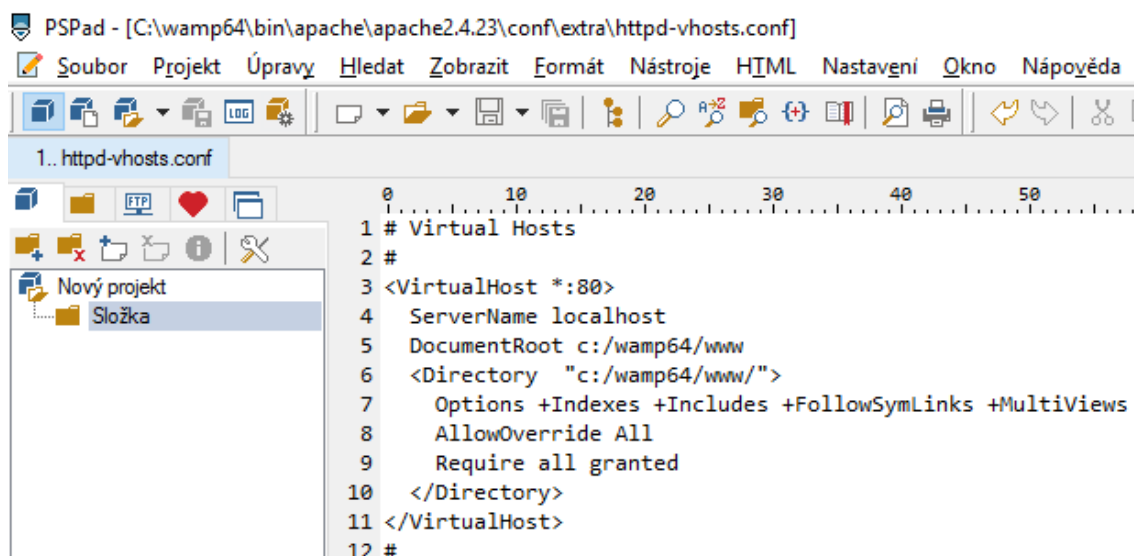 PSPad - [C:\wamp64\bin\apache\apache2.4.23\conf\extra\httpd-vhosts.conf]
Soubor Projekt Úpravy Hledat Zobrazit Formát Nástroje HTML Nastavení Okno Nápověda
LOG
1.. httpd-vhosts.conf
FTP
0 10 20 30 40 50
Nový projekt
Složka
1 # Virtual Hosts
2 #
3 <VirtualHost *:80>
4 ServerName localhost
5 DocumentRoot c:/wamp64/www
6 <Directory  "c:/wamp64/www/">
7 Options +Indexes +Includes +FollowSymLinks +MultiViews
8 AllowOverride All
9 Require all granted
10 </Directory>
11 </VirtualHost>
12 #